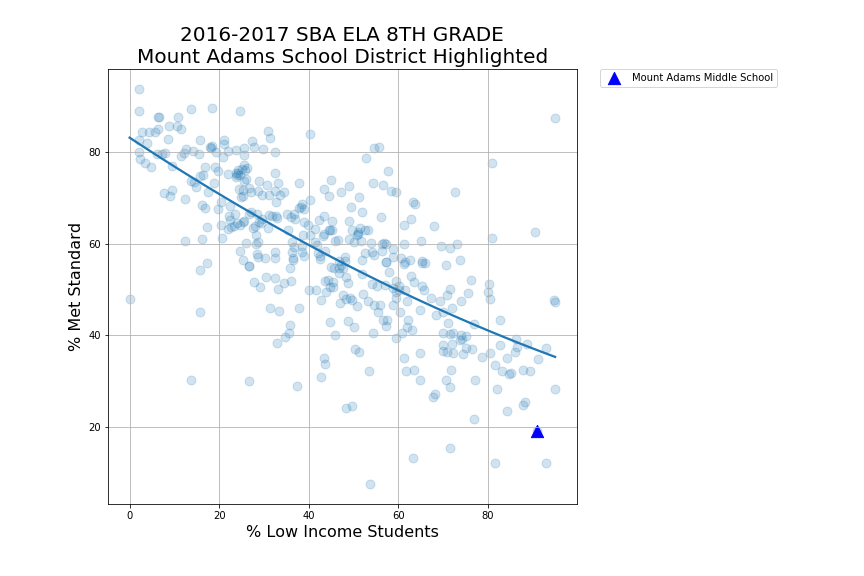 2016-2017 SBA ELA 8TH GRADE
Mount Adams School District Highlighted
Mount Adams Middle School
80
60
40
20
% Met Standard
0
20
40
60
80
% Low Income Students